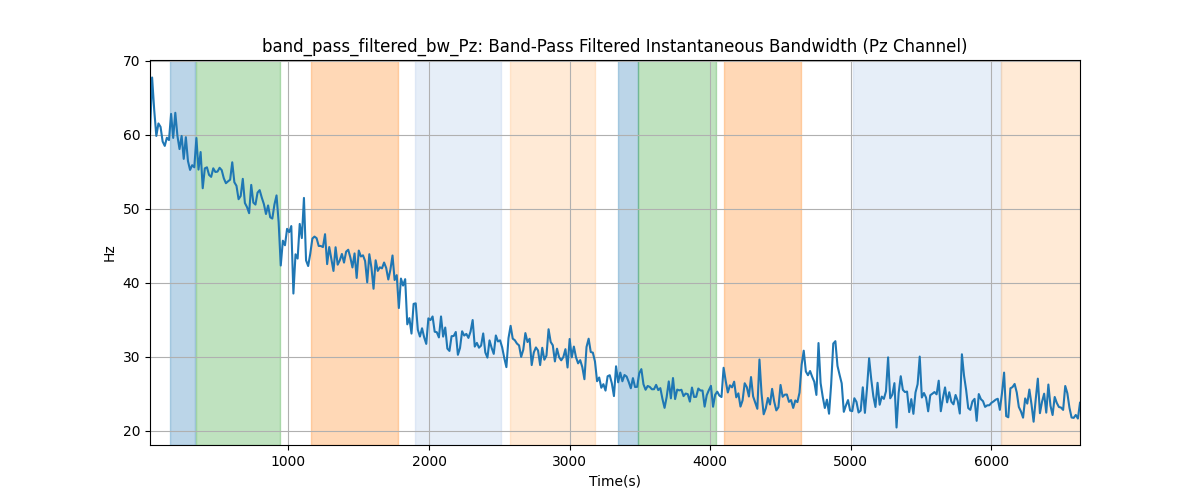 band_pass_filtered_bw_Pz: Band-Pass Filtered Instantaneous Bandwidth (Pz Channel)
70
60
50
40
30
20
Hz
1000 2000 3000 4000 5000 6000
Time(s)